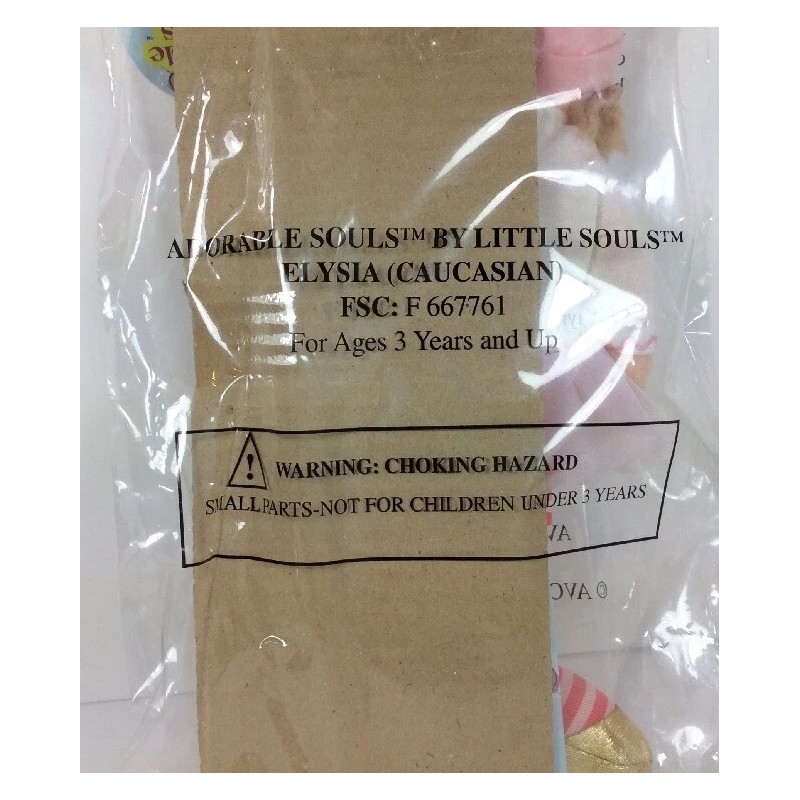 ADORABLE SOULS™ BY LITTLE SOULS™
ELYSIA (CAUCASIAN)
FSC: F 667761
For Ages 3 Years and Up
WARNING: CHOKING HAZARD
SMALL PARTS-NOT FOR CHILDREN UNDER 3 YEARS